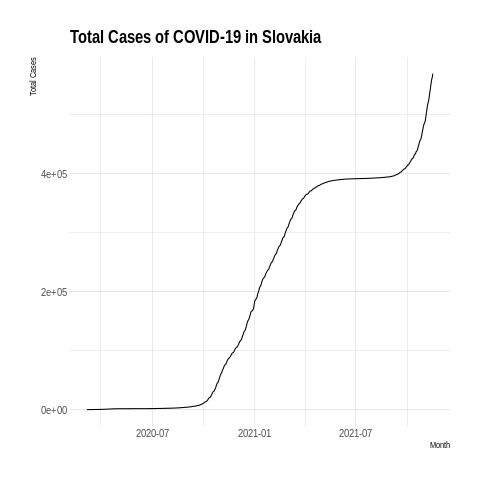 Total Cases of COVID-19 in Slovakia
Total Cases
4e+05
2e+05
0e+00
2020-07 2021-01 2021-07
Month